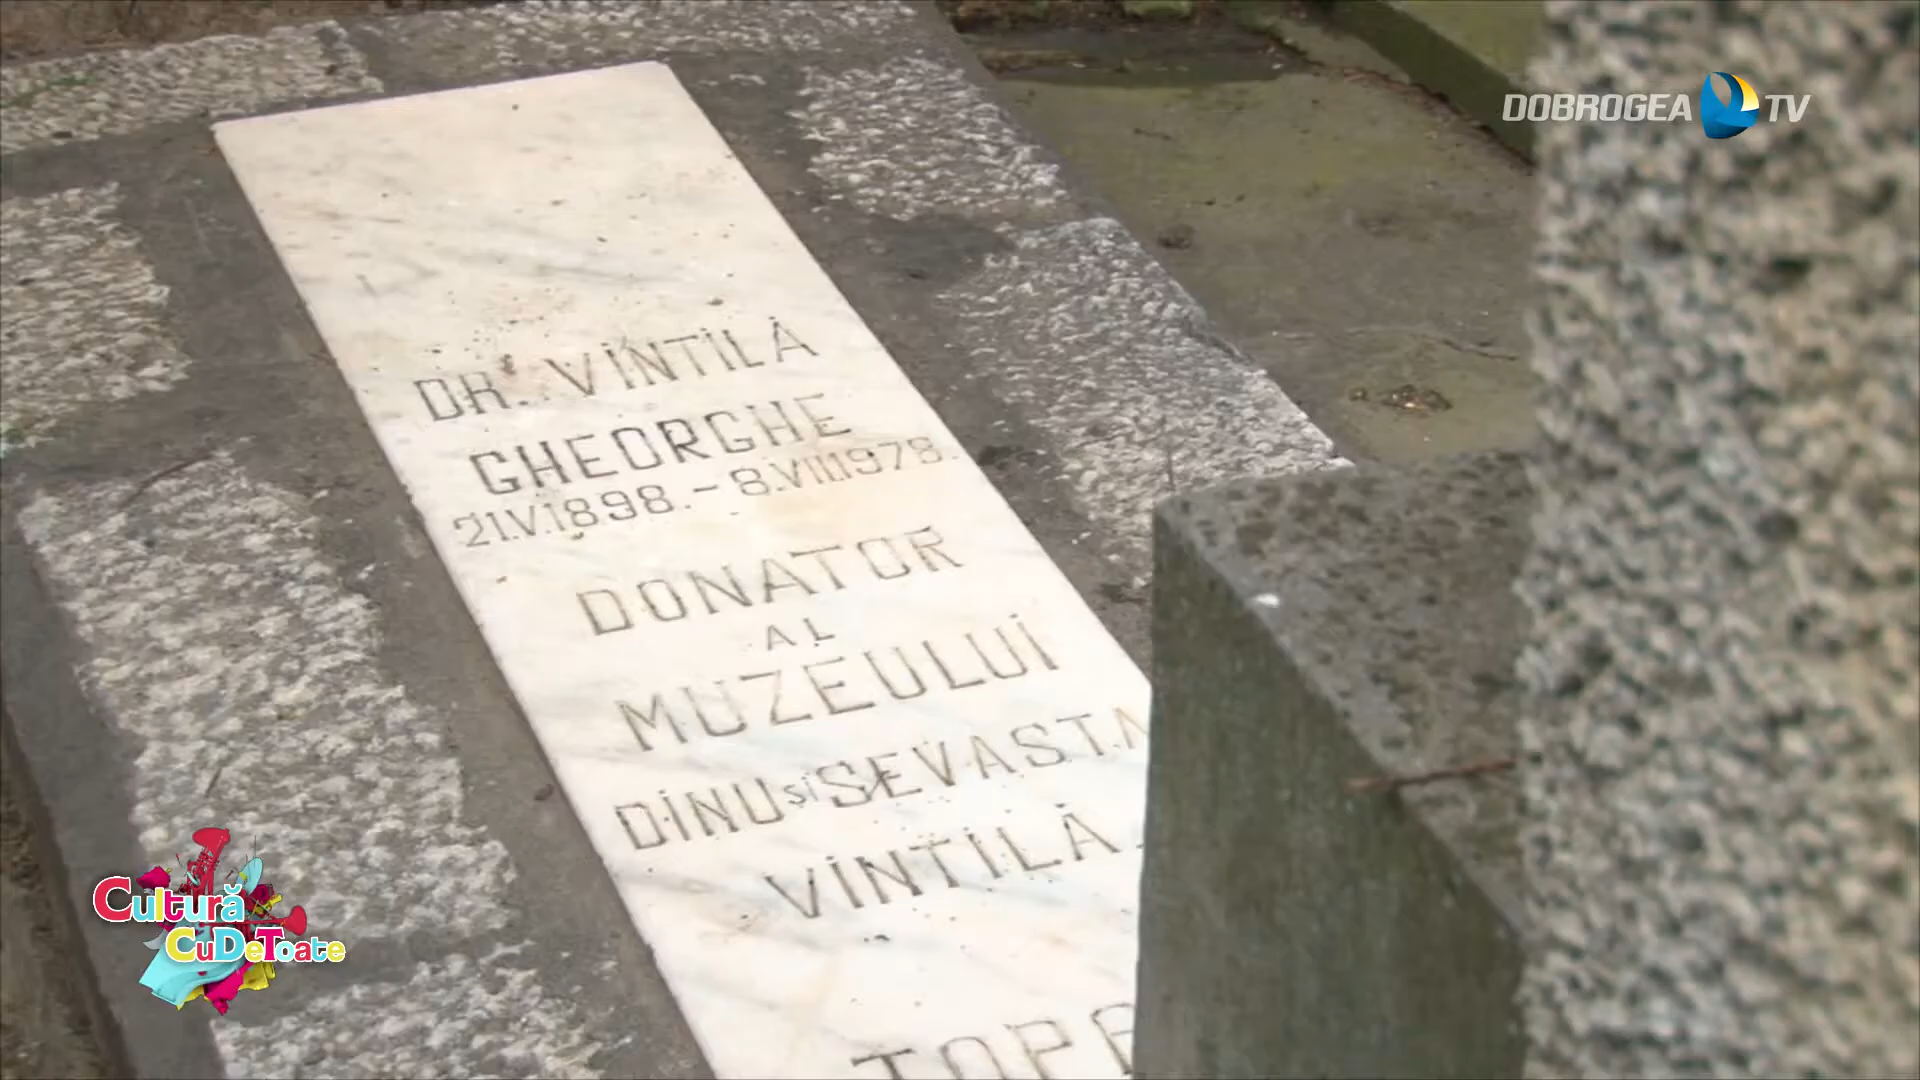 DOBROGEA TV
DR. VINTILĂ
GHEORGHE
21.V.1898. - 8.VIII.1978.
DONATOR
AL
MUZEULUI
DINU ȘI SEVASTA
VINTILĂ.
Cultură
CuDeToate